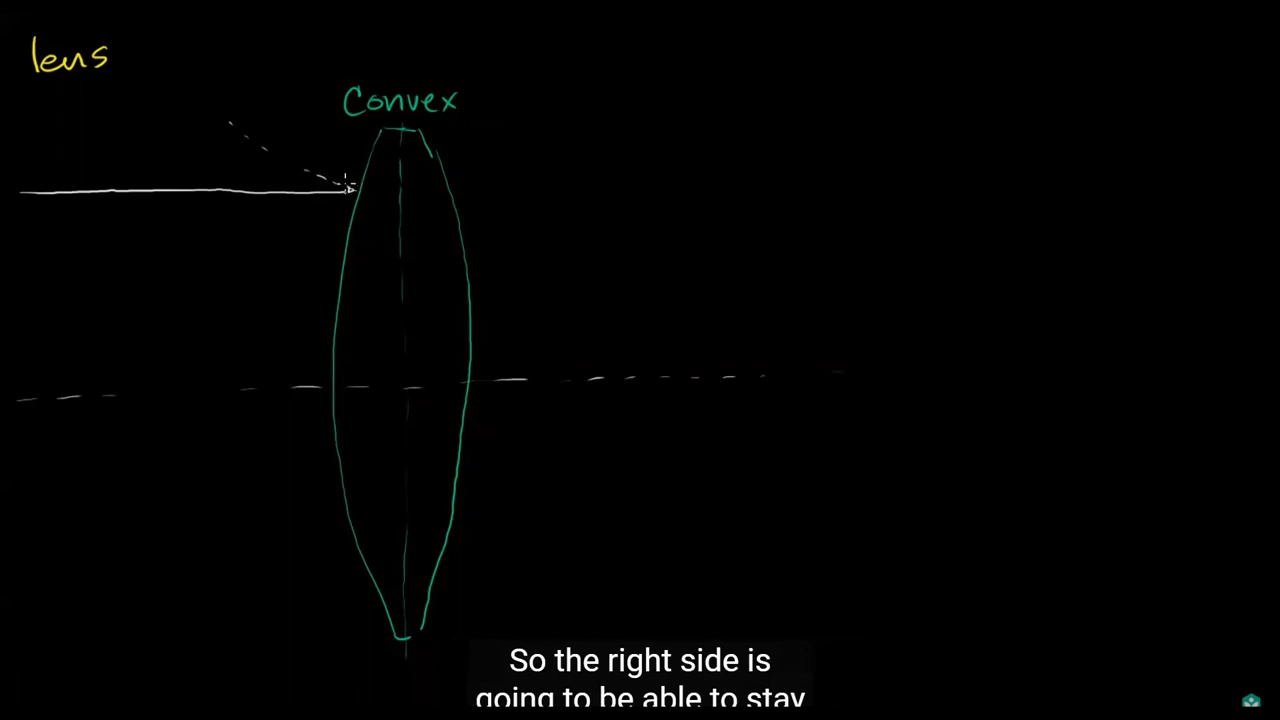 lens
Convex
So the right side is
going to be able to stay